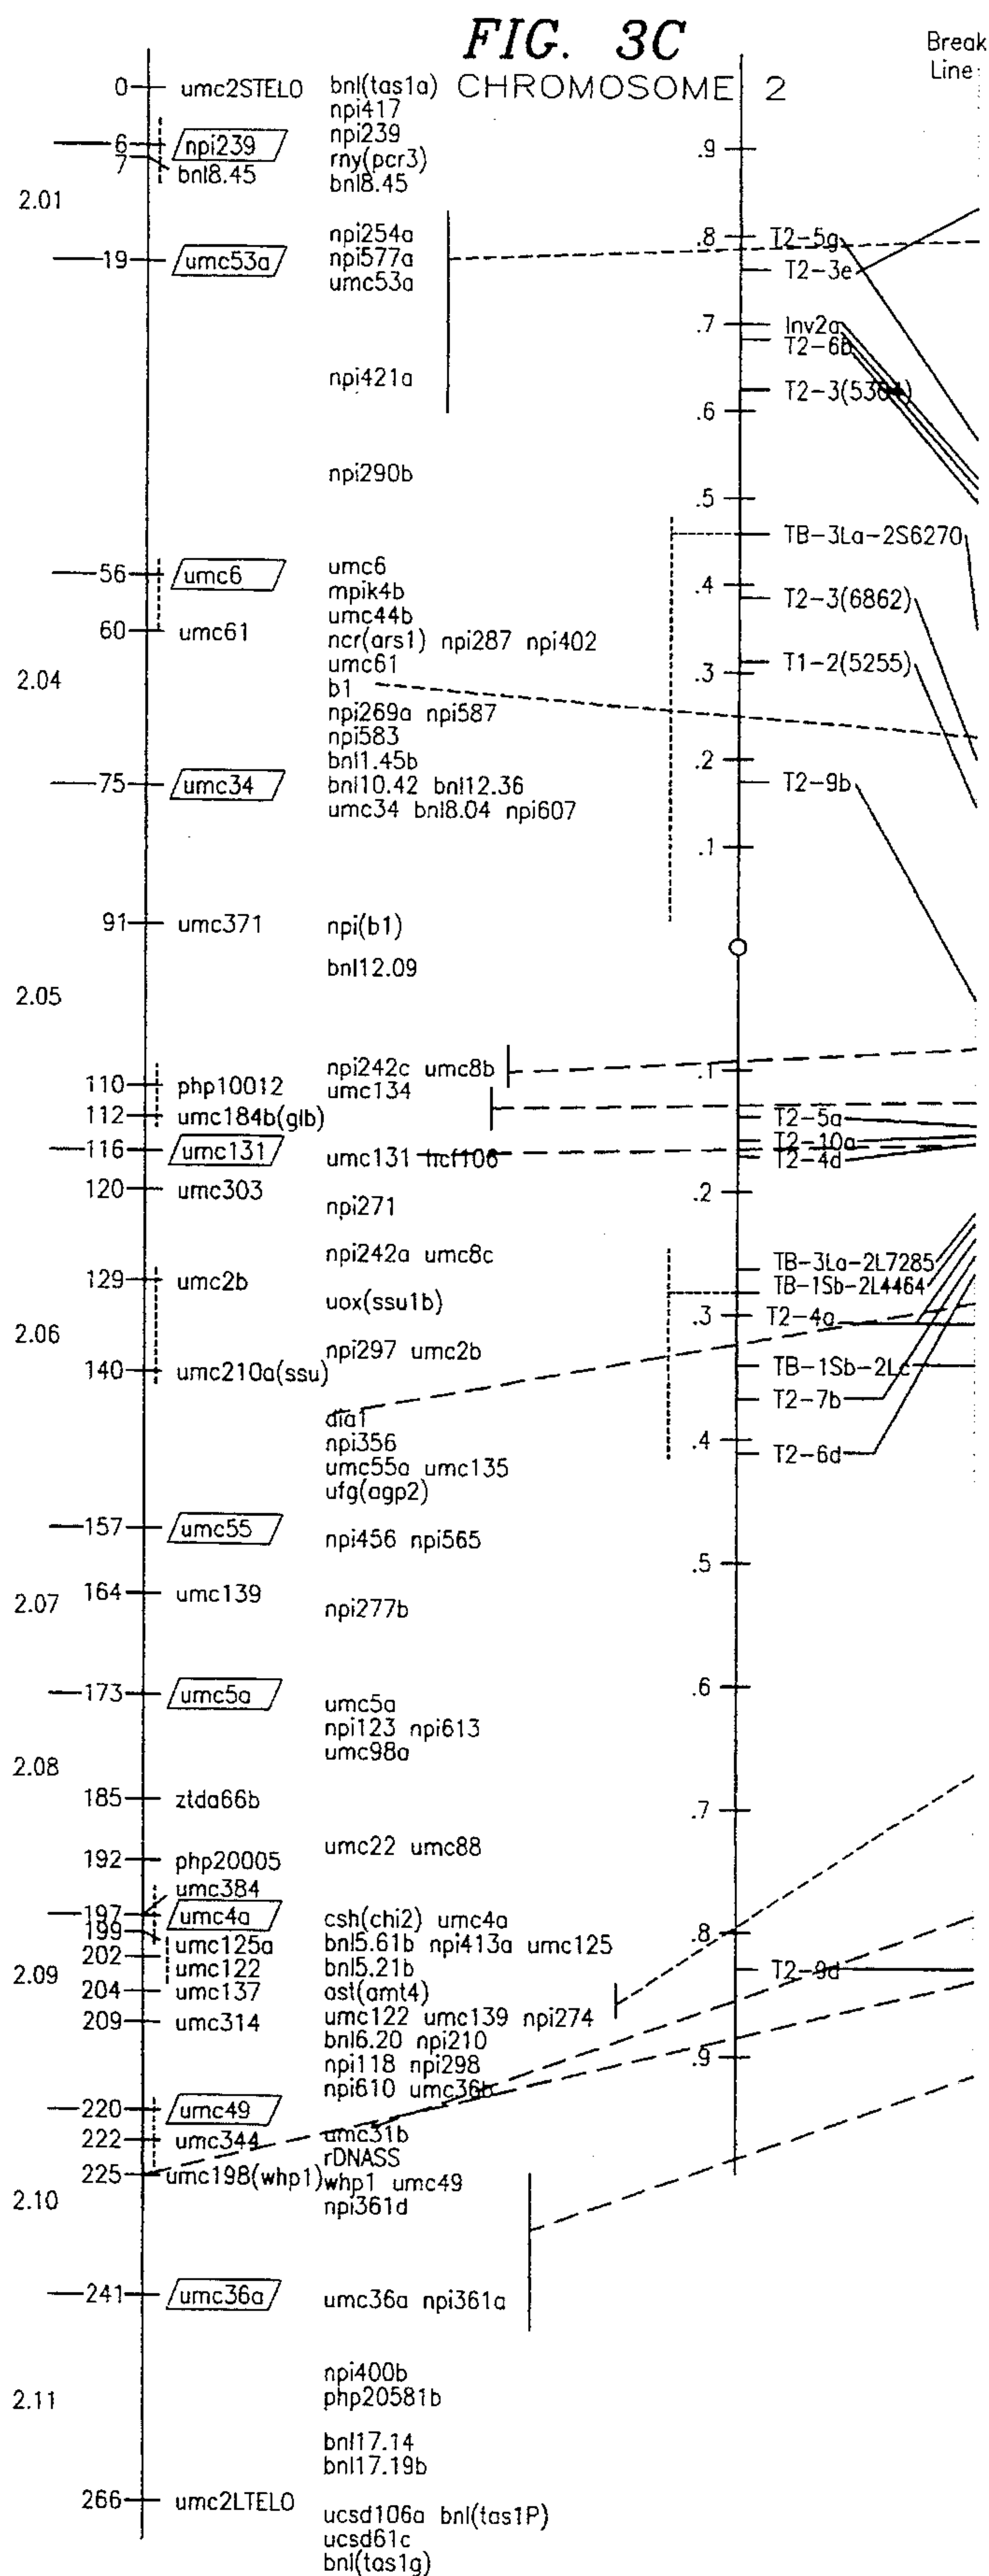 FIG. 3C
Break
Line
CHROMOSOME 2
0 umc2STELO bnl(tas1a)
npi417
6 npi239 npi239
7 bnl8.45 rny(pcr3)
bnl8.45
.9
2.01
npi254a
19 umc53a npi577a
umc53a
.8 T2-5g
T2-3e
.7 Inv2a
T2-6b
npi421a
T2-3(5304)
.6
npi290b
.5
TB-3La-2S6270
56 umc6 umc6
mpik4b
.4 T2-3(6862)
umc44b
60 umc61 ncr(ars1) npi287 npi402
umc61
T1-2(5255)
.3
2.04
b1
npi269a npi587
npi583
bnl1.45b
.2
75 umc34 bnl10.42 bnl12.36
umc34 bnl8.04 npi607
T2-9b
.1
91 umc371 npi(b1)
bnl12.09
2.05
npi242c umc8b
.1
110 php10012 umc134
112 umc184b(glb)
T2-5a
T2-10a
116 umc131 umc131 hcf106
T2-4d
120 umc303
.2
npi271
npi242a umc8c
TB-3La-2L7285
129 umc2b
TB-1Sb-2L4464
uox(ssu1b)
.3 T2-4a
2.06
npi297 umc2b
140 umc210a(ssu)
TB-1Sb-2Lc
T2-7b
dia1
npi356
.4
T2-6d
umc55a umc135
ufg(agp2)
157 umc55 npi456 npi565
.5
164 umc139
2.07
npi277b
173 umc5a umc5a
.6
npi123 npi613
umc98a
2.08
185 ztda66b
.7
umc22 umc88
192 php20005
umc384
197 umc4a csh(chi2) umc4a
199 umc125a bnl5.61b npi413a umc125
.8
202 umc122 bnl5.21b
T2-9d
2.09
204 umc137 ast(amt4)
209 umc314 umc122 umc139 npi274
bnl6.20 npi210
.9
npi118 npi298
npi610 umc36b
220 umc49
222 umc344 umc31b
rDNASS
225 umc198(whp1) whp1 umc49
2.10
npi361d
241 umc36a umc36a npi361a
npi400b
2.11
php20581b
bnl17.14
bnl17.19b
266 umc2LTELO
ucsd106a bnl(tas1P)
ucsd61c
bnl(tas1g)